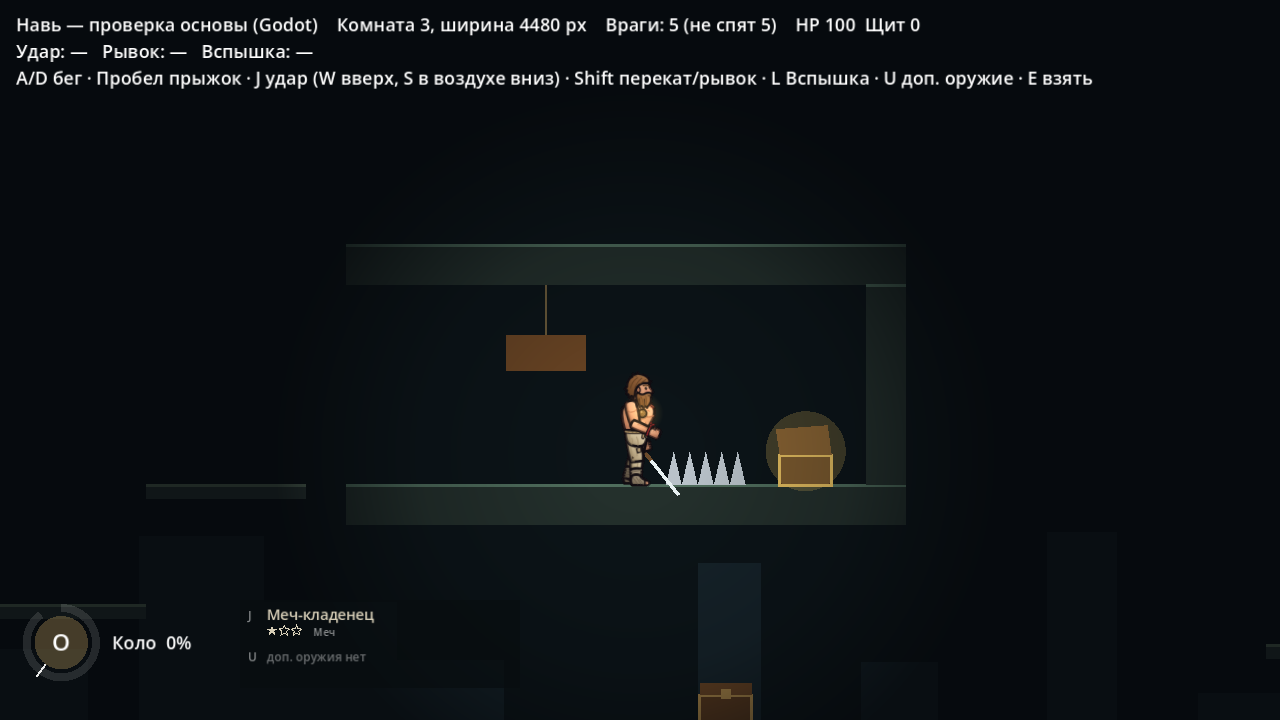 Навь — проверка основы (Godot) Комната 3, ширина 4480 px Враги: 5 (не спят 5) HP 100 Щит 0
Удар: — Рывок: — Вспышка: —
A/D бег · Пробел прыжок · J удар (W вверх, S в воздухе вниз) · Shift перекат/рывок · L Вспышка · U доп. оружие · E взять
J Меч-кладенец
★☆☆ Меч
О Коло 0%
U доп. оружия нет